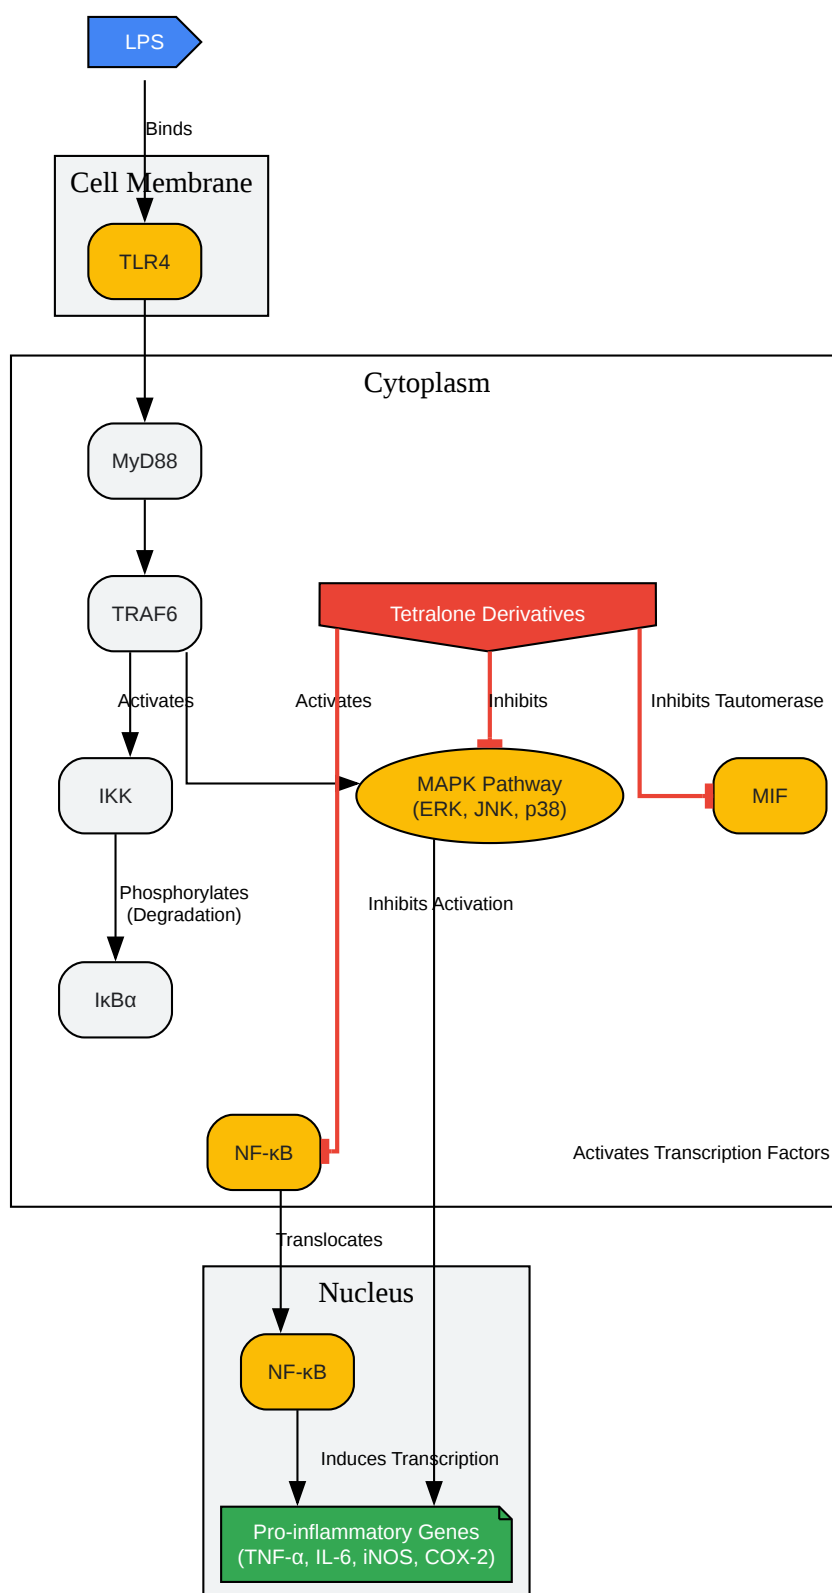 LPS
Binds
Cell Membrane
TLR4
Cytoplasm
MyD88
TRAF6
Tetralone Derivatives
Activates
Activates
Inhibits
Inhibits Tautomerase
IKK
MAPK Pathway
(ERK, JNK, p38)
MIF
Phosphorylates
(Degradation)
Inhibits Activation
IκBα
NF-κB
Activates Transcription Factors
Translocates
Nucleus
NF-κB
Induces Transcription
Pro-inflammatory Genes
(TNF-α, IL-6, iNOS, COX-2)